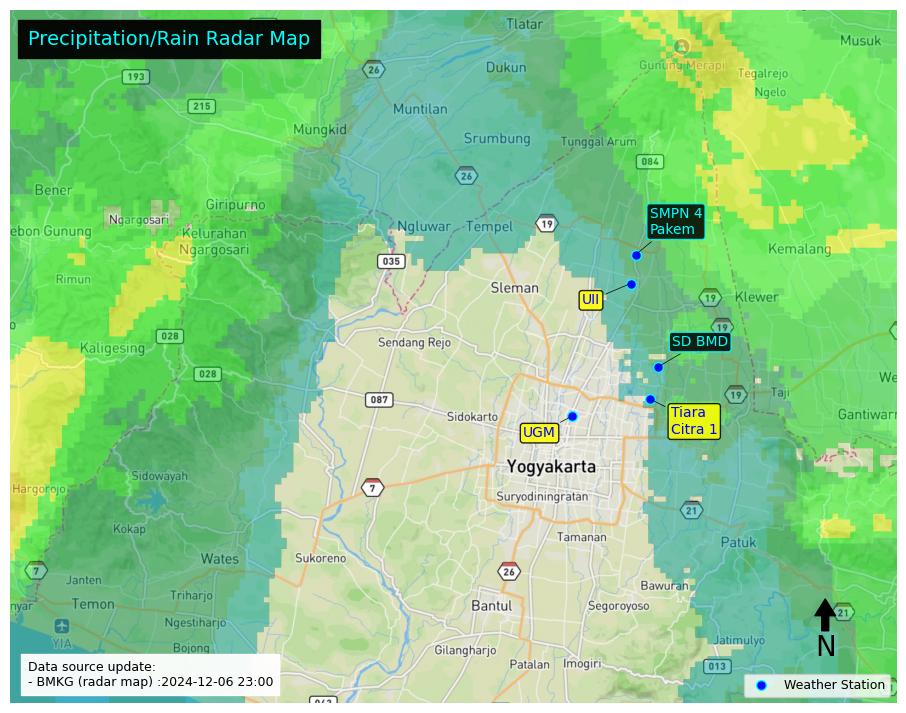 Precipitation/Rain Radar Map
Tlatar
Musuk
26
Gunung Merapi
193
Dukun
Tegalrejo
Ngelo
215
Muntilan
Mungkid
Srumbung
Tunggal Arum
084
26
Bener
Giripurno
SMPN 4
Pakem
Ngargosari
ebon Gunung
Kelurahan
Ngargosari
Ngluwar
Tempel
19
Kemalang
035
Rimun
Sleman
UII
19
Klewer
028
19
Kaligesing
Sendang Rejo
SD BMD
028
We
087
19
Taji
Sidokarto
Tiara
Citra 1
Gantiwarn
UGM
Yogyakarta
Sidowayah
7
Suryodiningratan
Hargorojo
21
Kokap
Tamanan
Patuk
Wates
Sukoreno
7
26
Janten
Bawuran
Temon
Triharjo
Bantul
Segoroyoso
nyar
21
Ngestiharjo
YIA
Jatimulyo
N
Bojong
Gilangharjo
Patalan
Imogiri
013
Data source update:
- BMKG (radar map) :2024-12-06 23:00
Weather Station